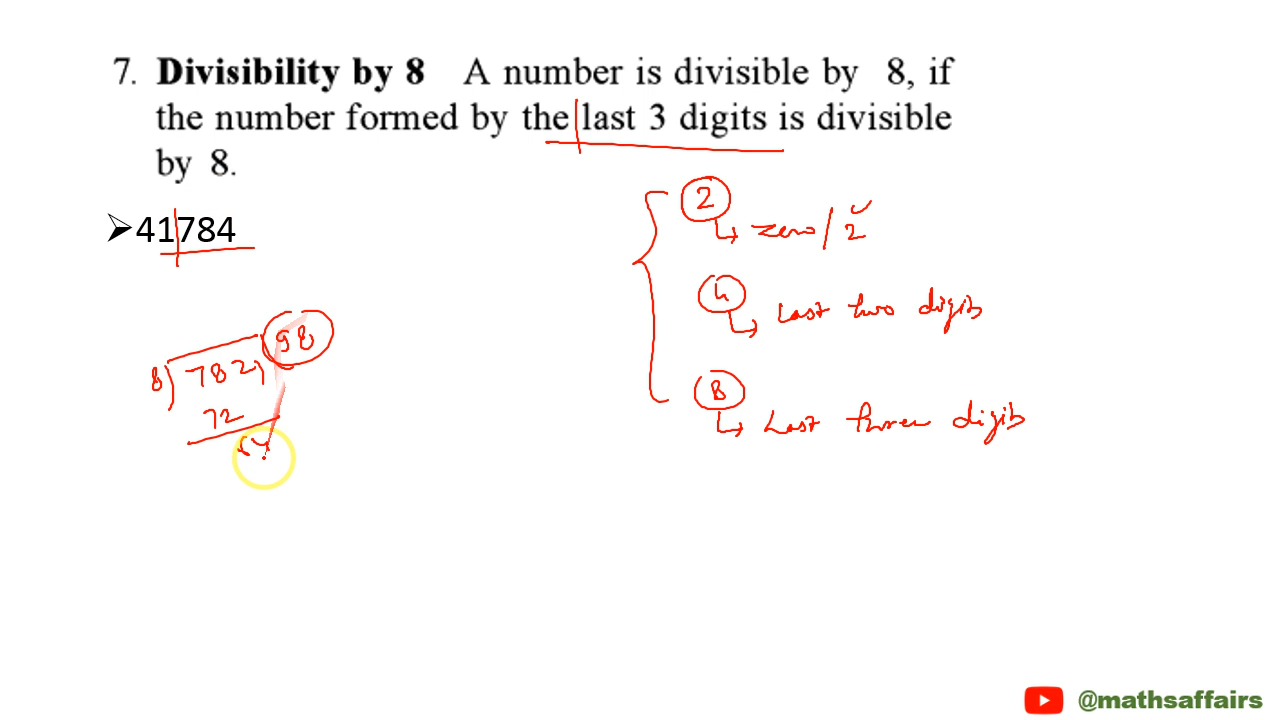 7. Divisibility by 8 A number is divisible by 8, if
the number formed by the last 3 digits is divisible
by 8.
➢41784
2
zero/2
4
Last two digits
8
Last three digits
98
8) 782)
72
64
@mathsaffairs